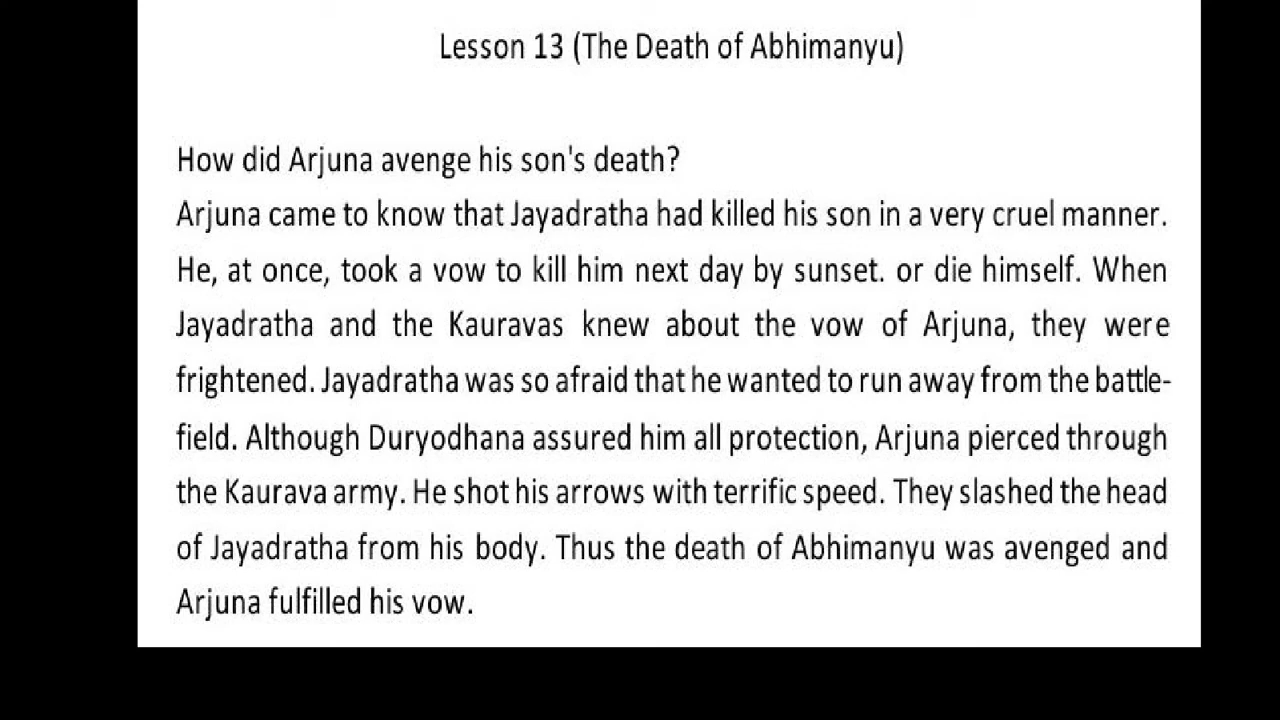 Lesson 13 (The Death of Abhimanyu)
How did Arjuna avenge his son's death?
Arjuna came to know that Jayadratha had killed his son in a very cruel manner.
He, at once, took a vow to kill him next day by sunset. or die himself. When
Jayadratha and the Kauravas knew about the vow of Arjuna, they were
frightened. Jayadratha was so afraid that he wanted to run away from the battle-
field. Although Duryodhana assured him all protection, Arjuna pierced through
the Kaurava army. He shot his arrows with terrific speed. They slashed the head
of Jayadratha from his body. Thus the death of Abhimanyu was avenged and
Arjuna fulfilled his vow.